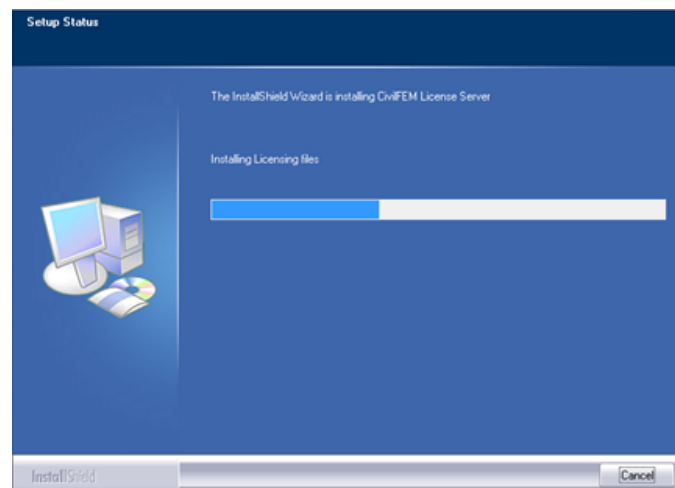 Setup Status
The InstallShield Wizard is installing CivilFEM License Server
Installing Licensing files
InstallShield
Cancel